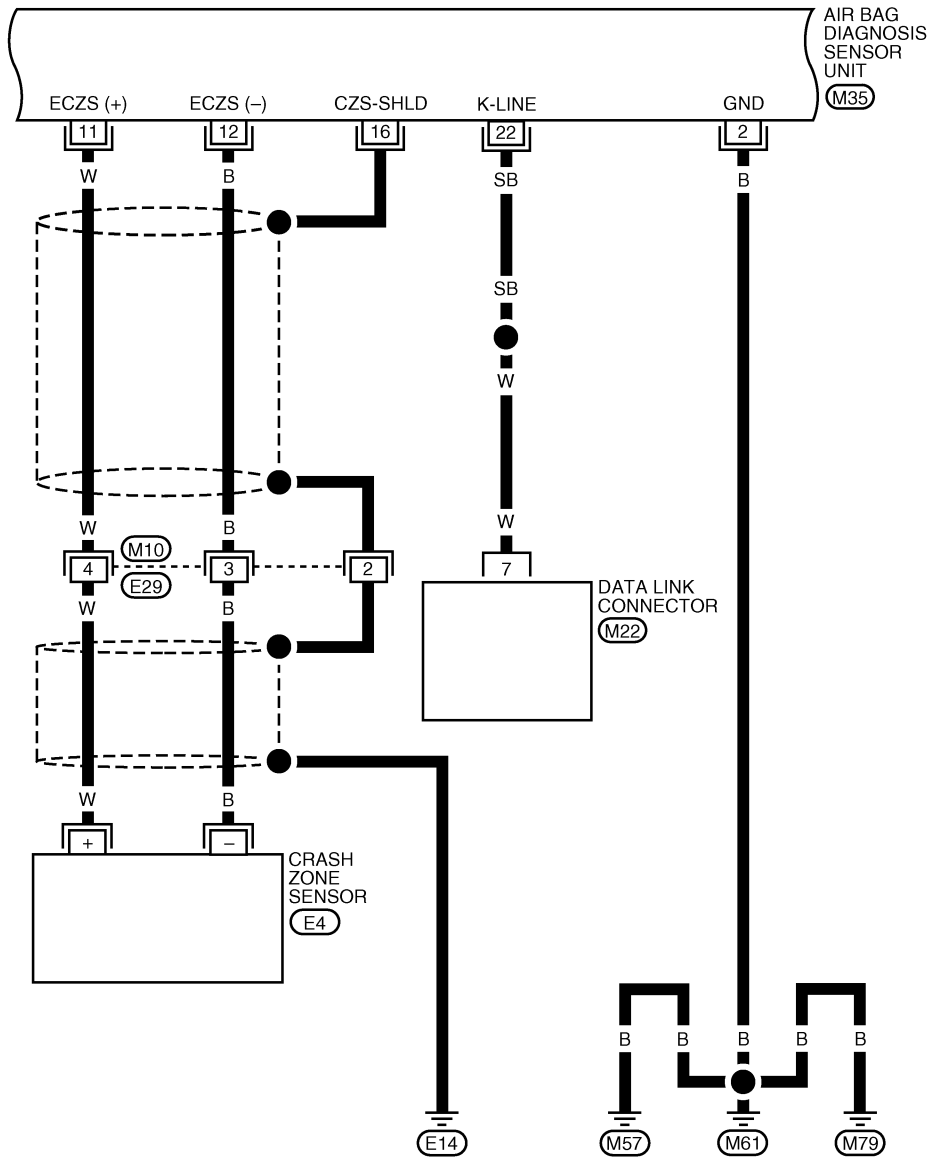 AIR BAG
DIAGNOSIS
SENSOR
UNIT
M35
ECZS (+)
ECZS (–)
CZS-SHLD
K-LINE
GND
11
12
16
22
2
W
B
SB
B
SB
W
W
B
W
M10
4
3
2
7
E29
W
B
DATA LINK
CONNECTOR
M22
W
B
+
–
CRASH
ZONE
SENSOR
E4
B
B
B
B
B
E14
M57
M61
M79